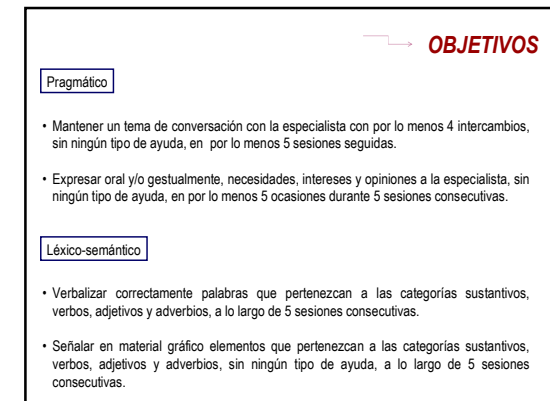 OBJETIVOS
Pragmático
• Mantener un tema de conversación con la especialista con por lo menos 4 intercambios,
sin ningún tipo de ayuda, en por lo menos 5 sesiones seguidas.
• Expresar oral y/o gestualmente, necesidades, intereses y opiniones a la especialista, sin
ningún tipo de ayuda, en por lo menos 5 ocasiones durante 5 sesiones consecutivas.
Léxico-semántico
• Verbalizar correctamente palabras que pertenezcan a las categorías sustantivos,
verbos, adjetivos y adverbios, a lo largo de 5 sesiones consecutivas.
• Señalar en material gráfico elementos que pertenezcan a las categorías sustantivos,
verbos, adjetivos y adverbios, sin ningún tipo de ayuda, a lo largo de 5 sesiones
consecutivas.